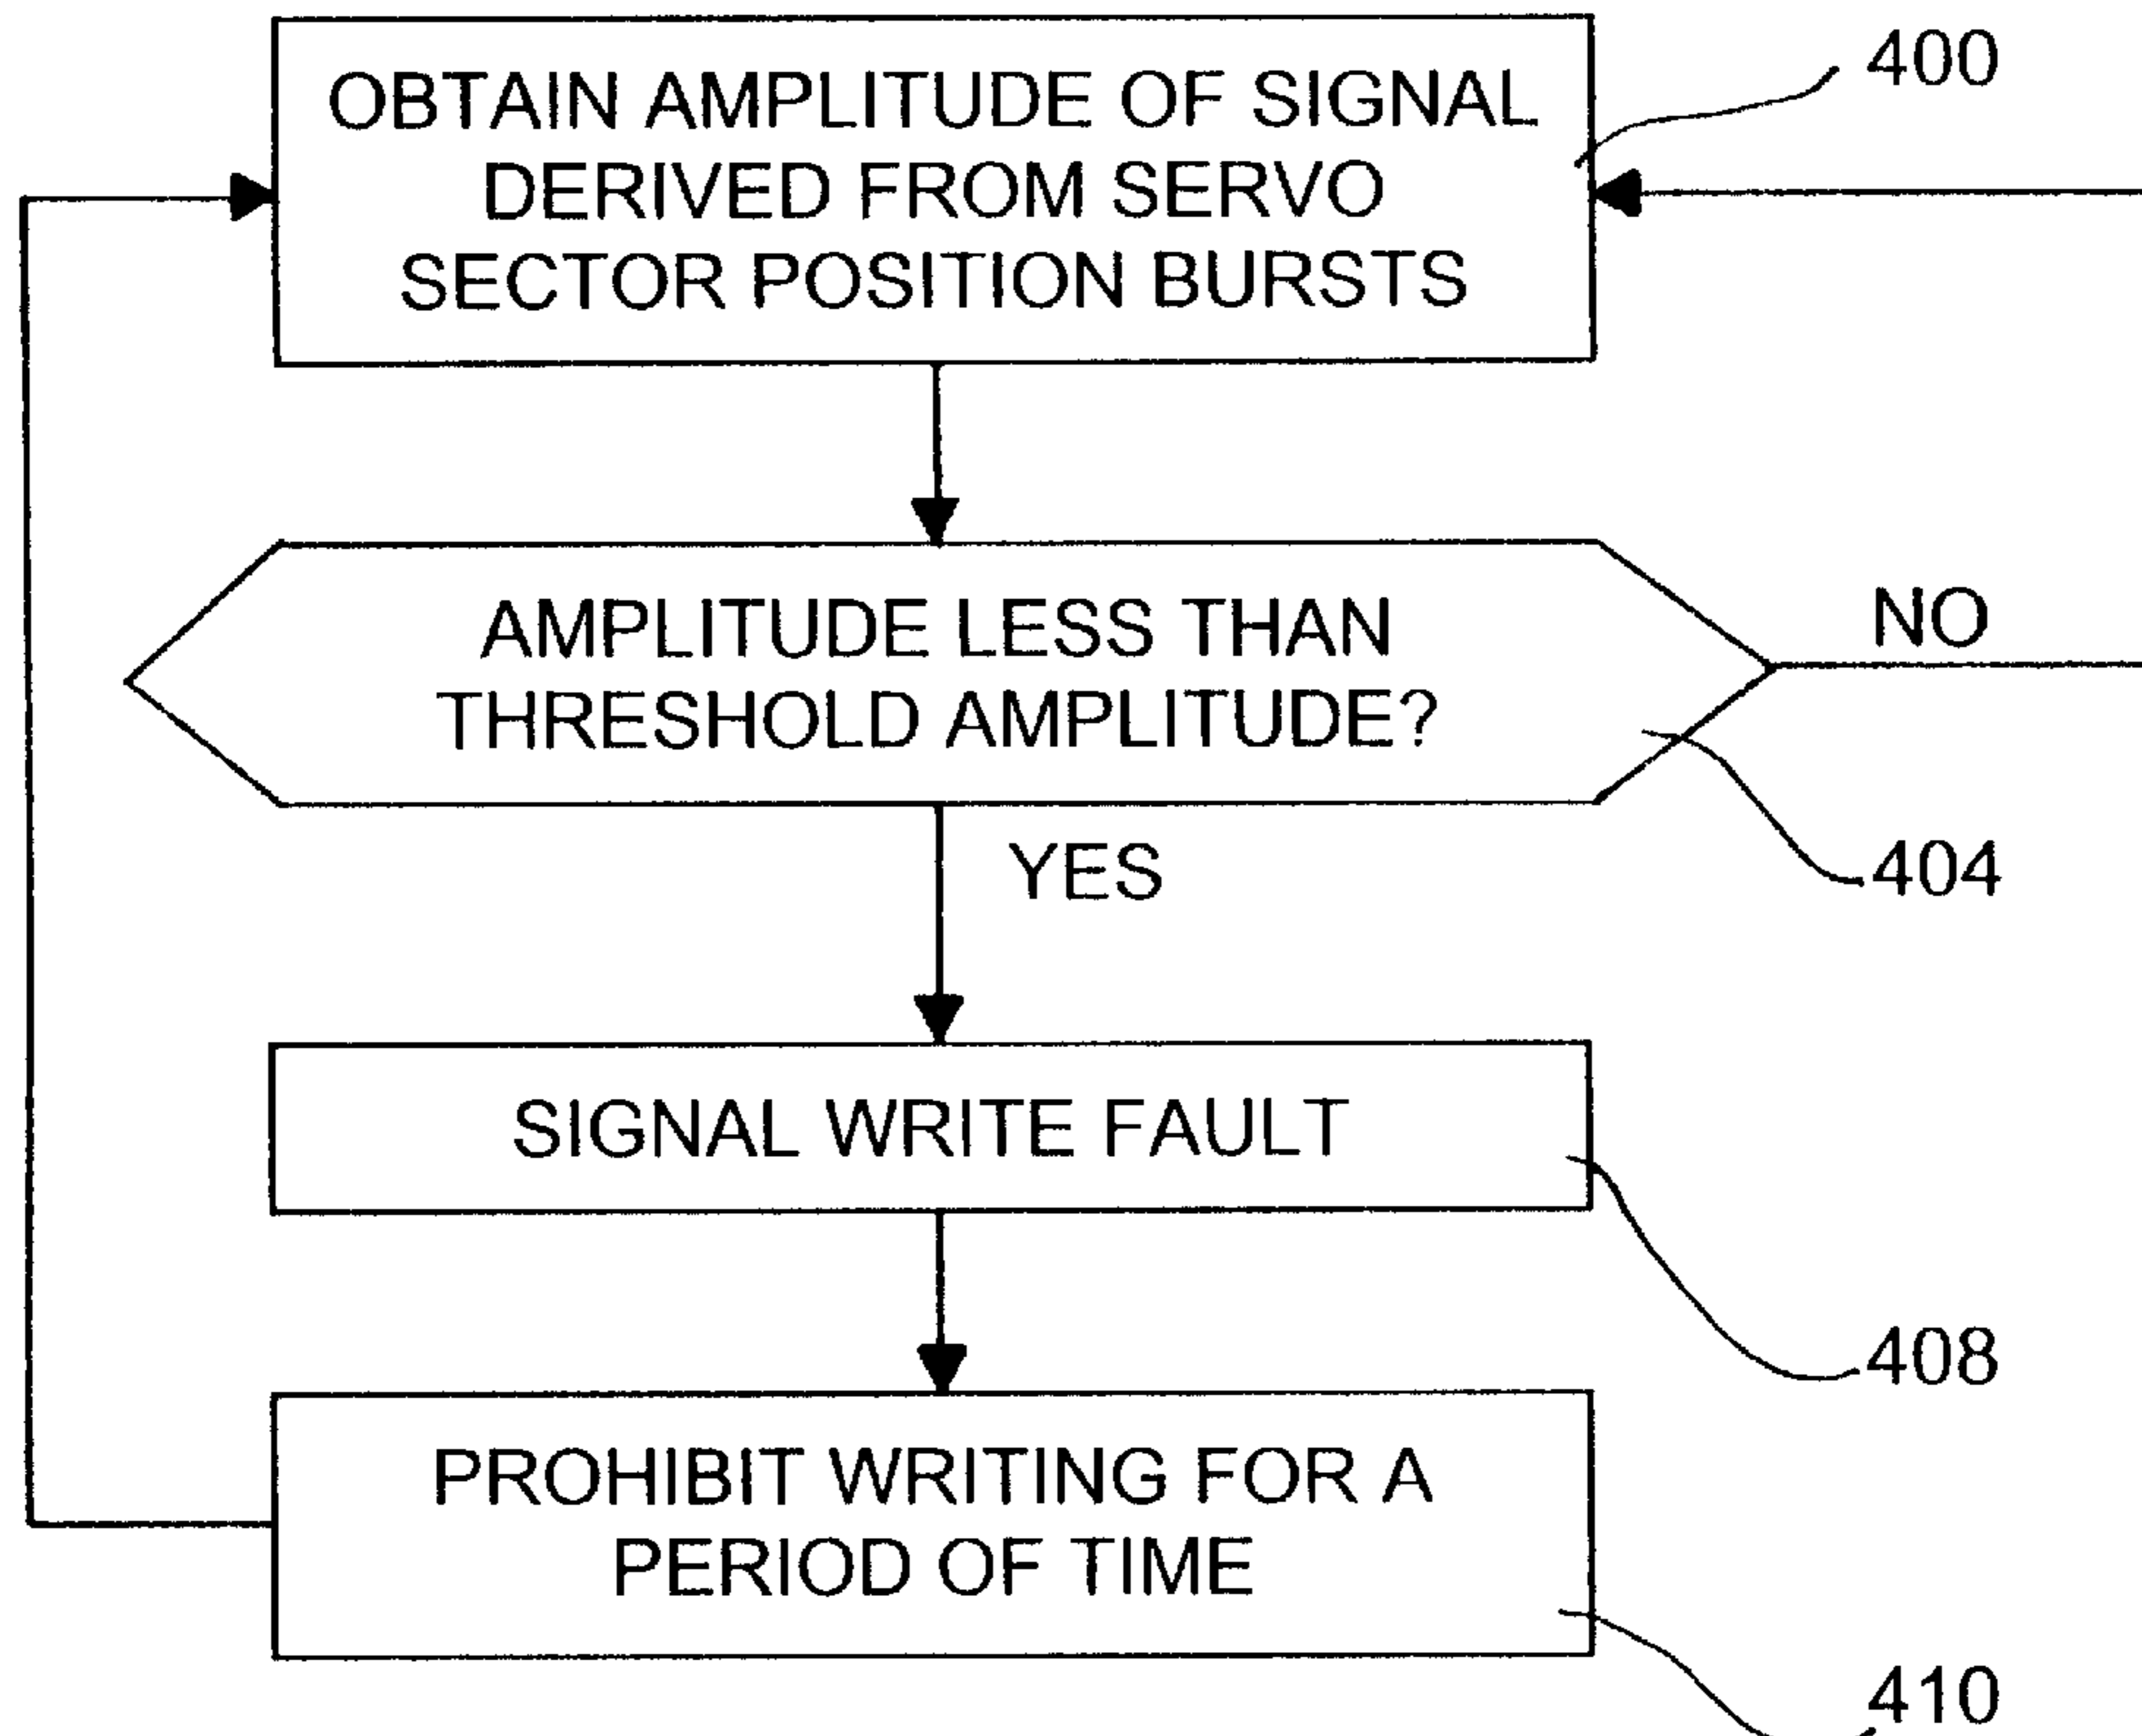 OBTAIN AMPLITUDE OF SIGNAL
DERIVED FROM SERVO
SECTOR POSITION BURSTS
400
AMPLITUDE LESS THAN
THRESHOLD AMPLITUDE?
NO
404
YES
SIGNAL WRITE FAULT
408
PROHIBIT WRITING FOR A
PERIOD OF TIME
410